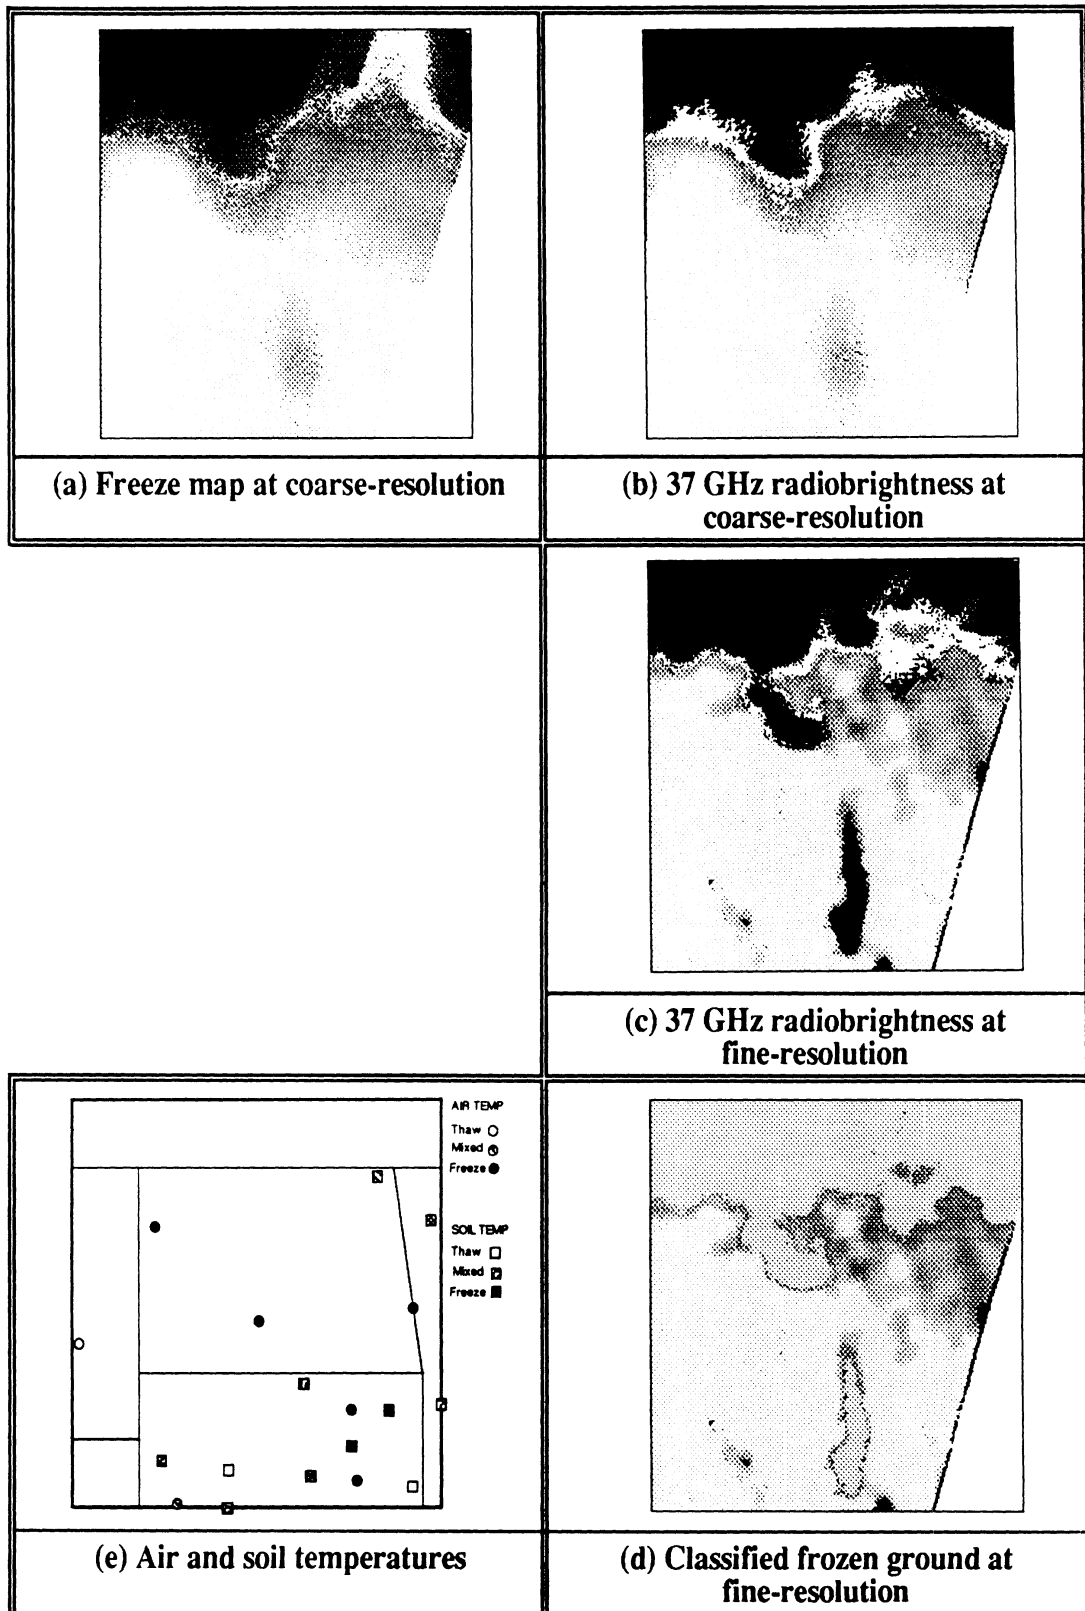 (a) Freeze map at coarse-resolution
(b) 37 GHz radiobrightness at
coarse-resolution
(c) 37 GHz radiobrightness at
fine-resolution
AIR TEMP
Thaw
Mixed
Freeze
SOIL TEMP
Thaw
Mixed
Freeze
(e) Air and soil temperatures
(d) Classified frozen ground at
fine-resolution